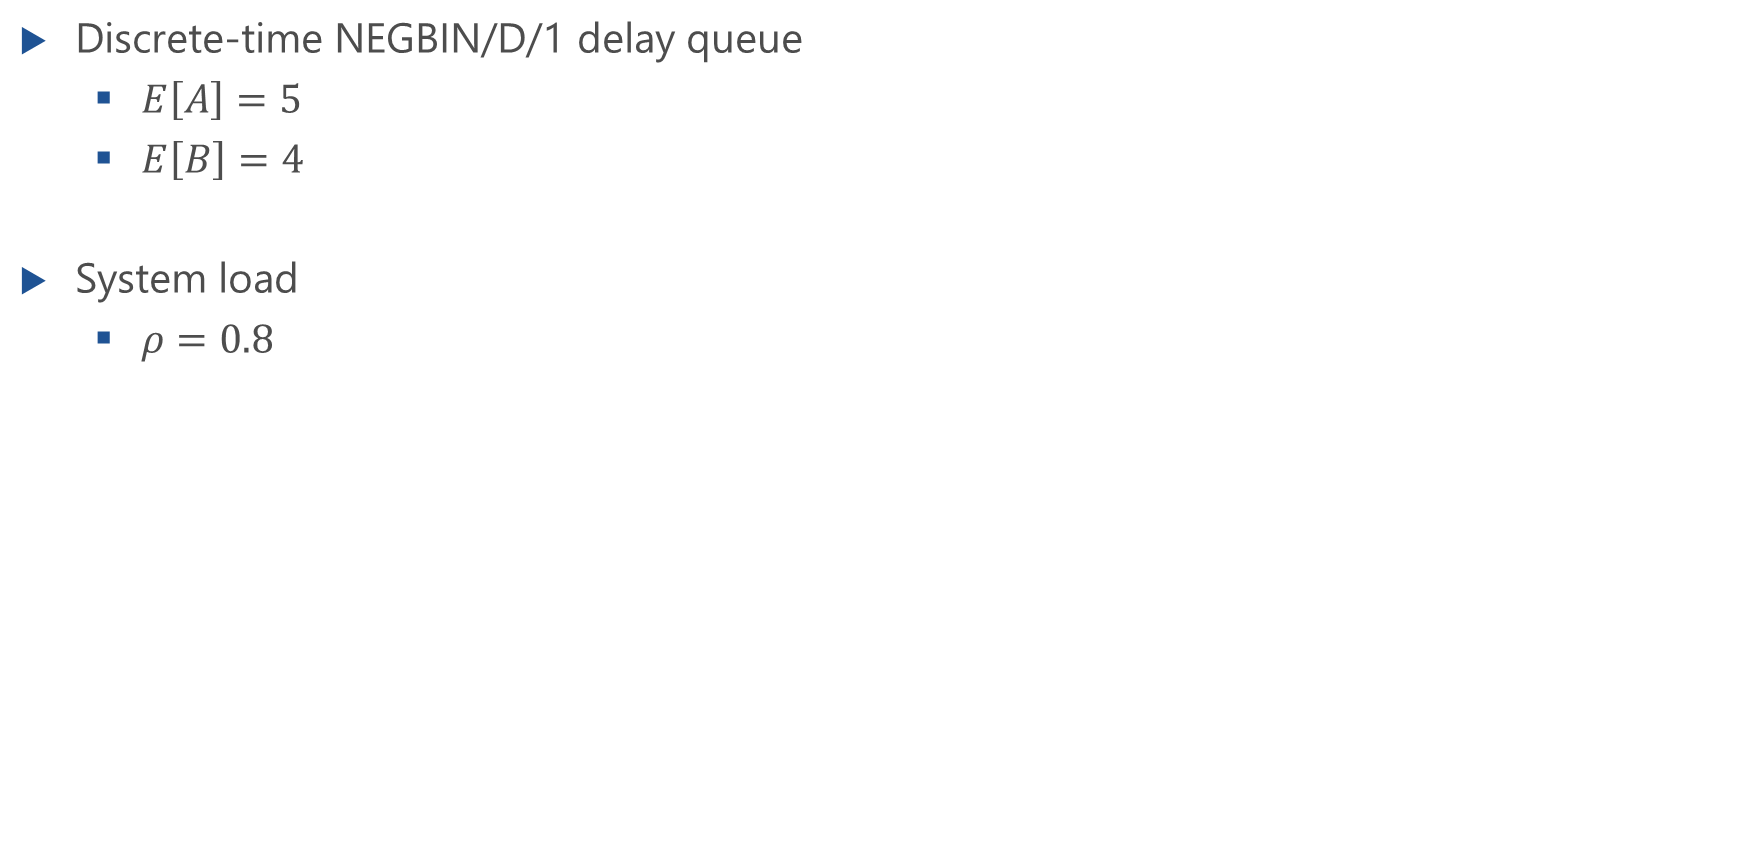 Discrete-time NEGBIN/D/1 delay queue
E[A] = 5
E[B] = 4
System load
ρ = 0.8